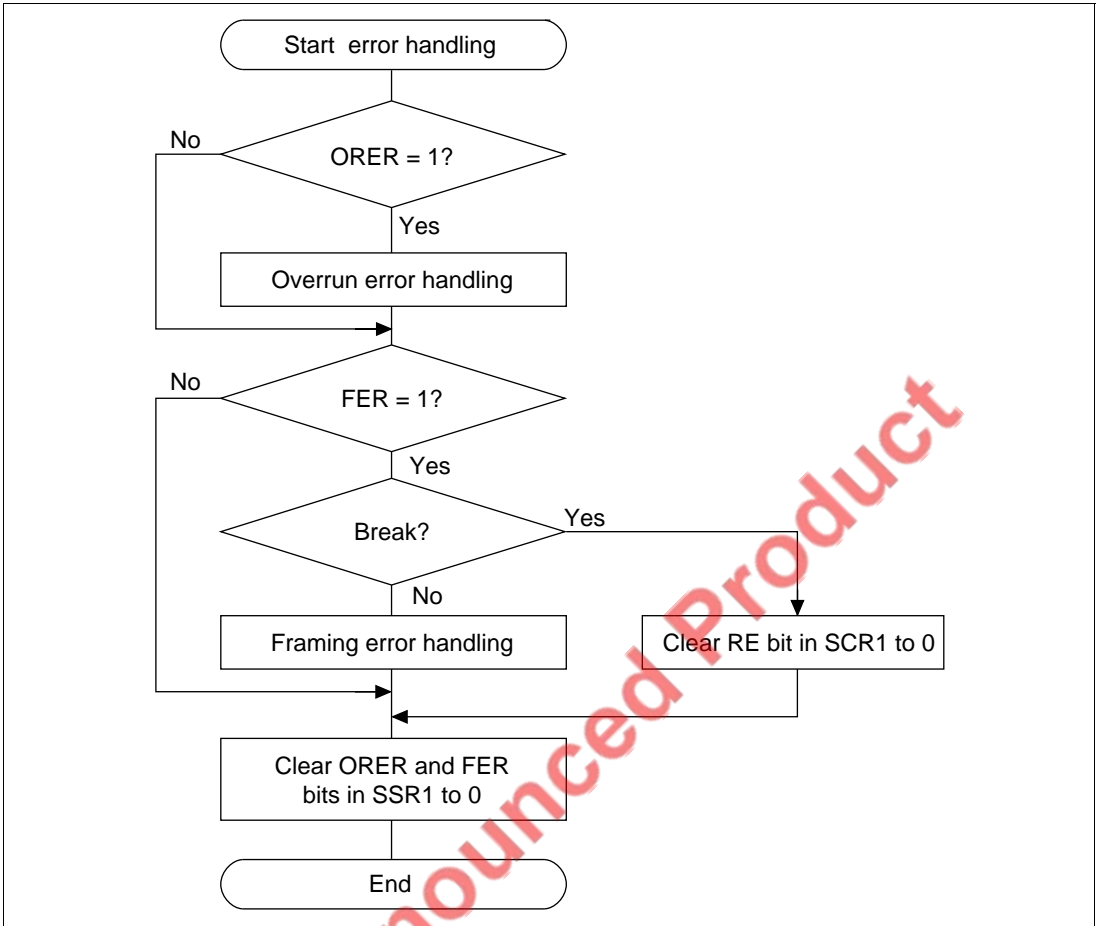 Start error handling
No
ORER = 1?
Yes
Overrun error handling
No
FER = 1?
Yes
Break?
Yes
No
Framing error handling
Clear RE bit in SCR1 to 0
Clear ORER and FER
bits in SSR1 to 0
End
Product